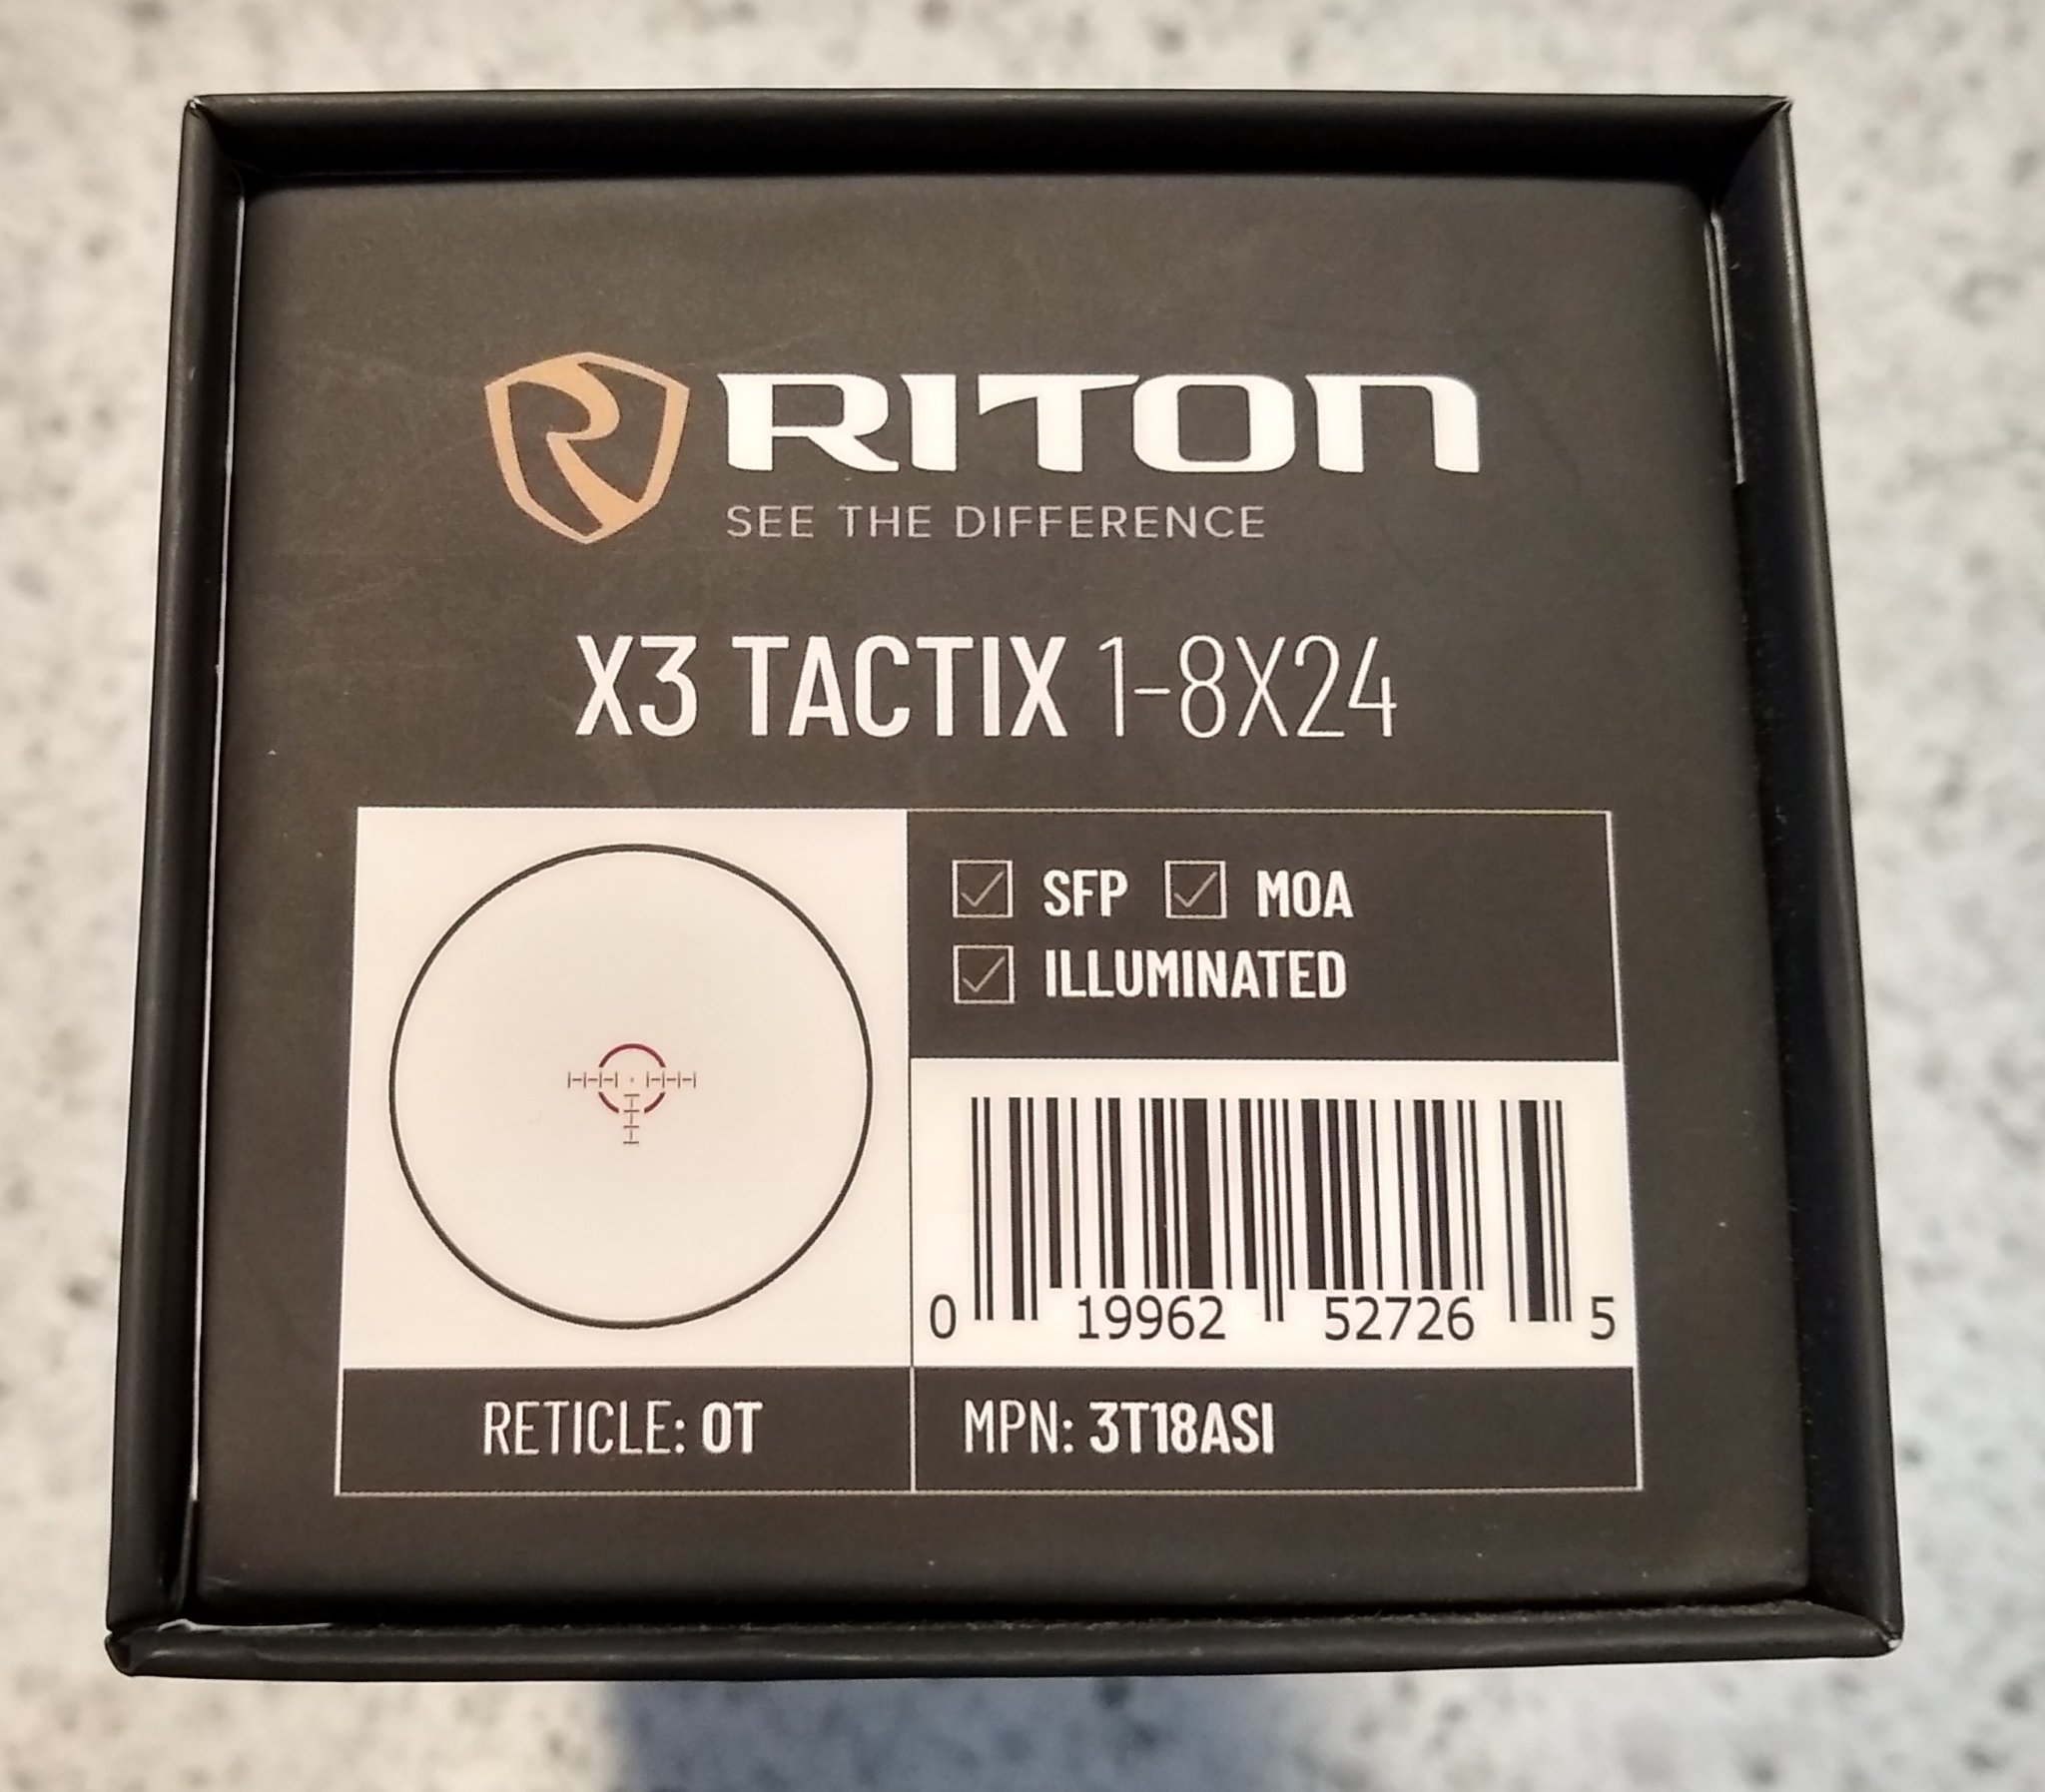 RITON
SEE THE DIFFERENCE
X3 TACTIX 1-8X24
SFP MOA
ILLUMINATED
0 19962 52726 5
RETICLE: OT
MPN: 3T18ASI